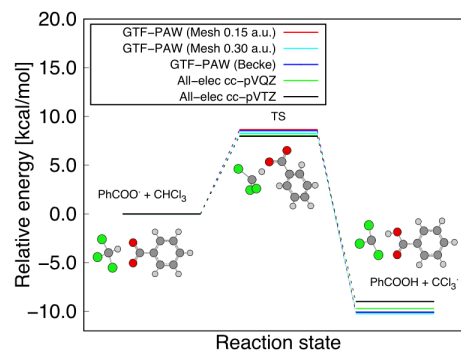 GTF−PAW (Mesh 0.15 a.u.)
GTF−PAW (Mesh 0.30 a.u.)
GTF−PAW (Becke)
All−elec cc−pVQZ
All−elec cc−pVTZ
20.0
15.0
10.0
5.0
0.0
−5.0
−10.0
Relative energy [kcal/mol]
TS
PhCOO· + CHCl₃
PhCOOH + CCl₃·
Reaction state